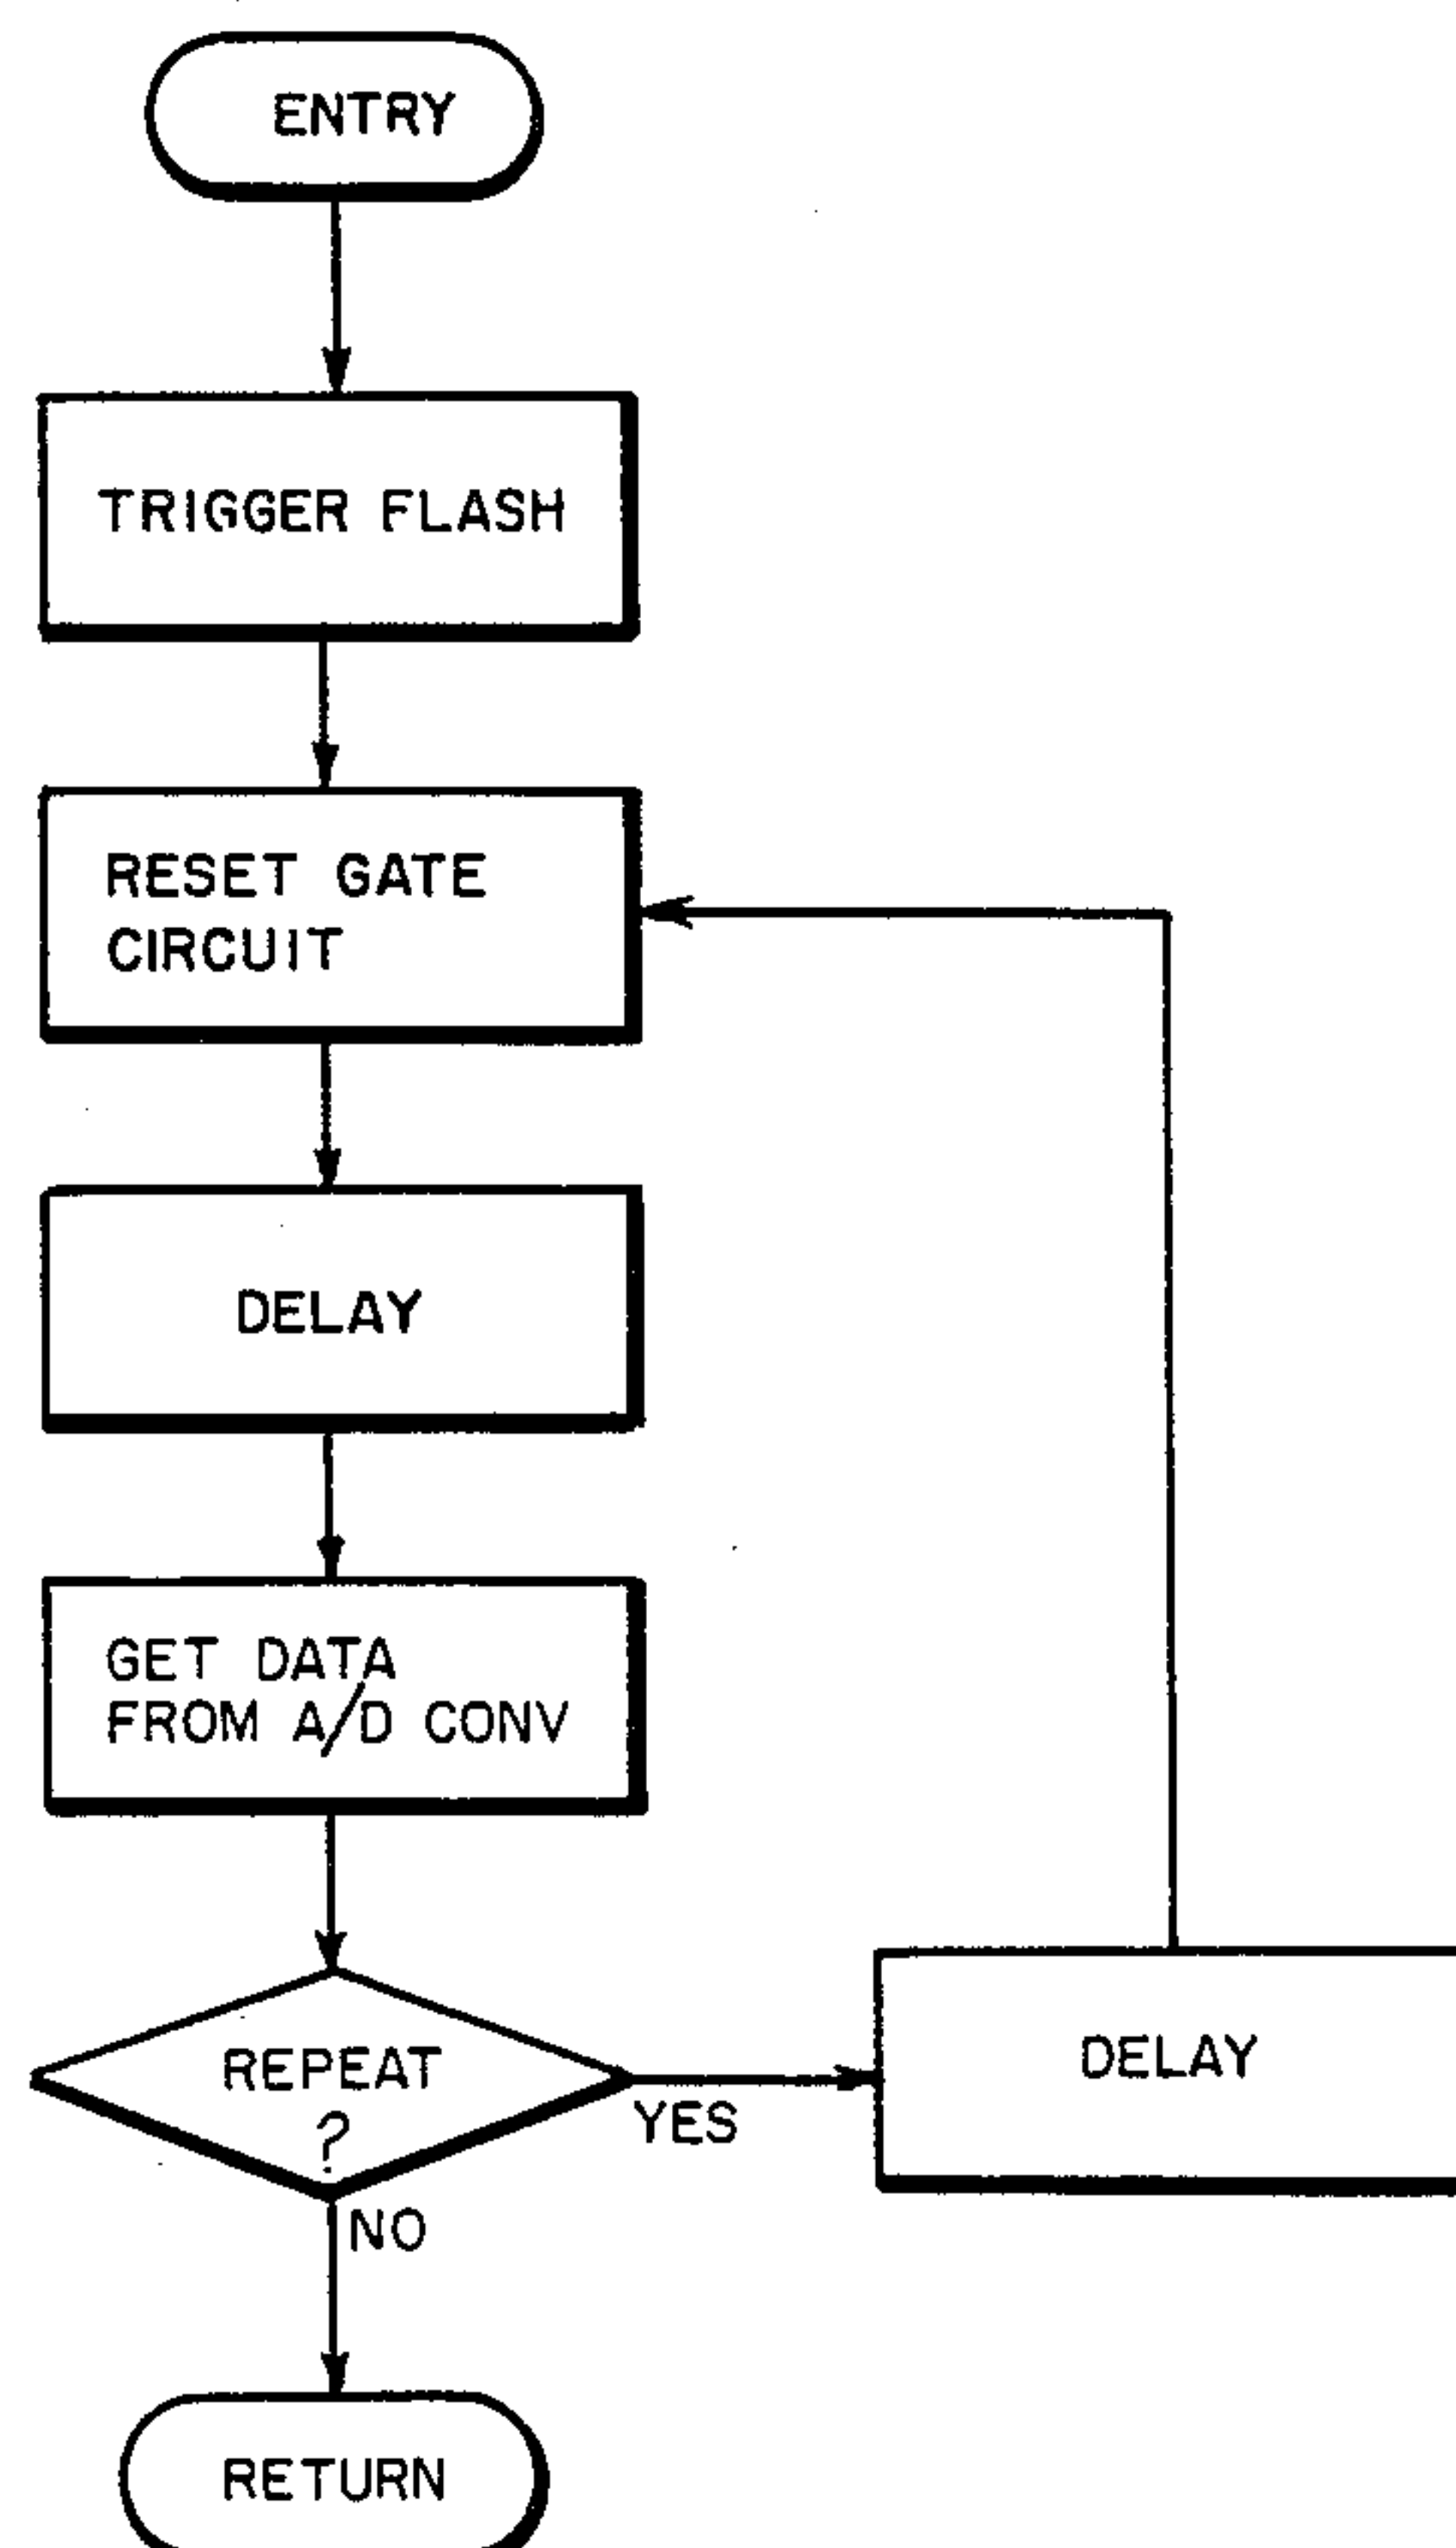 ENTRY
TRIGGER FLASH
RESET GATE
CIRCUIT
DELAY
GET DATA
FROM A/D CONV
REPEAT
?
YES
DELAY
NO
RETURN